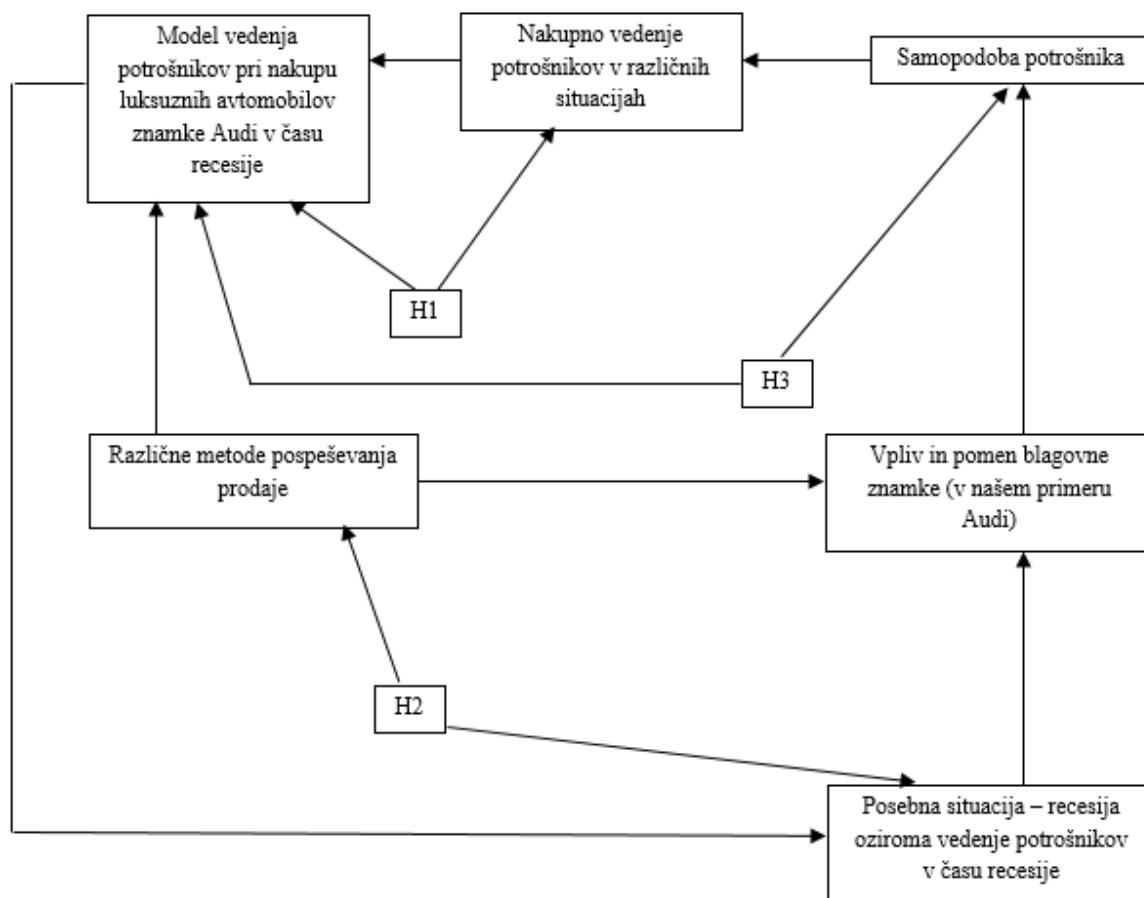 Model vedenja
potrošnikov pri nakupu
luksuznih avtomobilov
znamke Audi v času
recesije
Nakupno vedenje
potrošnikov v različnih
situacijah
Samopodoba potrošnika
H1
H3
Različne metode pospeševanja
prodaje
Vpliv in pomen blagovne
znamke (v našem primeru
Audi)
H2
Posebna situacija – recesija
oziroma vedenje potrošnikov
v času recesije